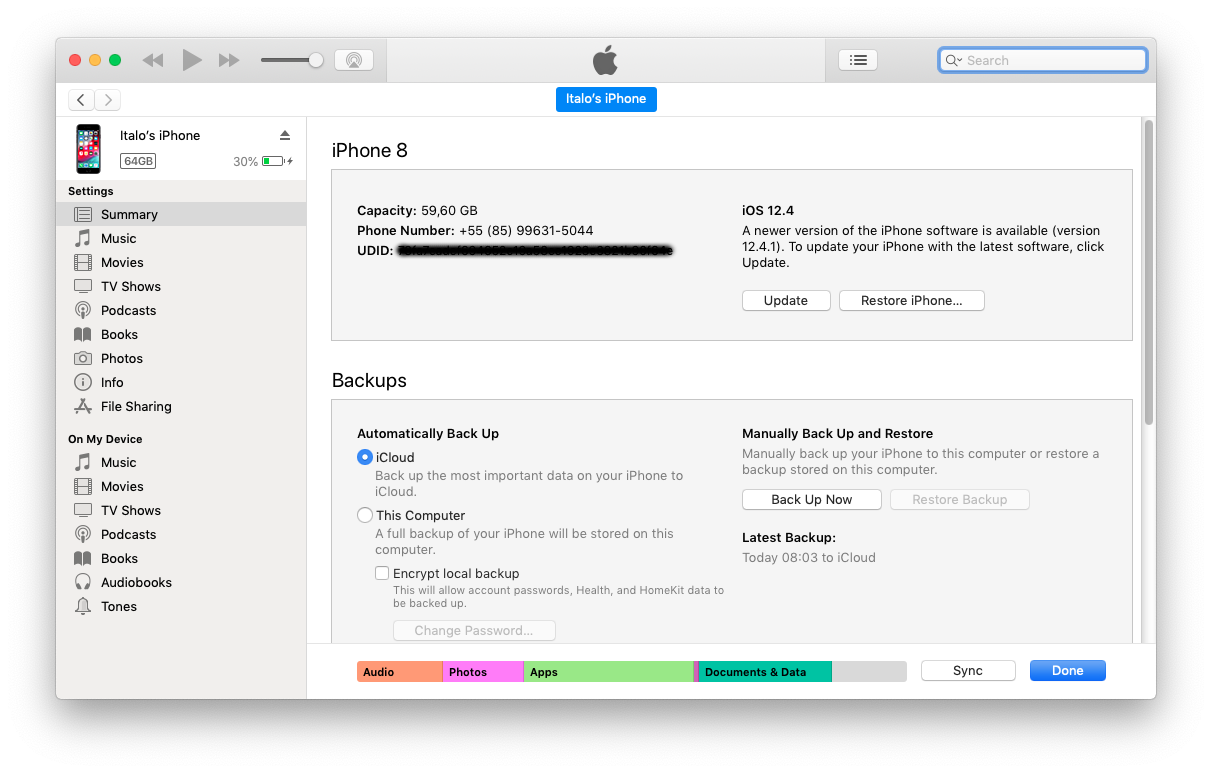 Search
Italo’s iPhone
Italo’s iPhone
64GB
30%
Settings
Summary
Music
Movies
TV Shows
Podcasts
Books
Photos
Info
File Sharing
On My Device
Music
Movies
TV Shows
Podcasts
Books
Audiobooks
Tones
iPhone 8
Capacity: 59,60 GB
Phone Number: +55 (85) 99631-5044
UDID:
iOS 12.4
A newer version of the iPhone software is available (version
12.4.1). To update your iPhone with the latest software, click
Update.
Update
Restore iPhone...
Backups
Automatically Back Up
iCloud
Back up the most important data on your iPhone to
iCloud.
This Computer
A full backup of your iPhone will be stored on this
computer.
Encrypt local backup
This will allow account passwords, Health, and HomeKit data to
be backed up.
Change Password...
Manually Back Up and Restore
Manually back up your iPhone to this computer or restore a
backup stored on this computer.
Back Up Now
Restore Backup
Latest Backup:
Today 08:03 to iCloud
Audio
Photos
Apps
Documents & Data
Sync
Done